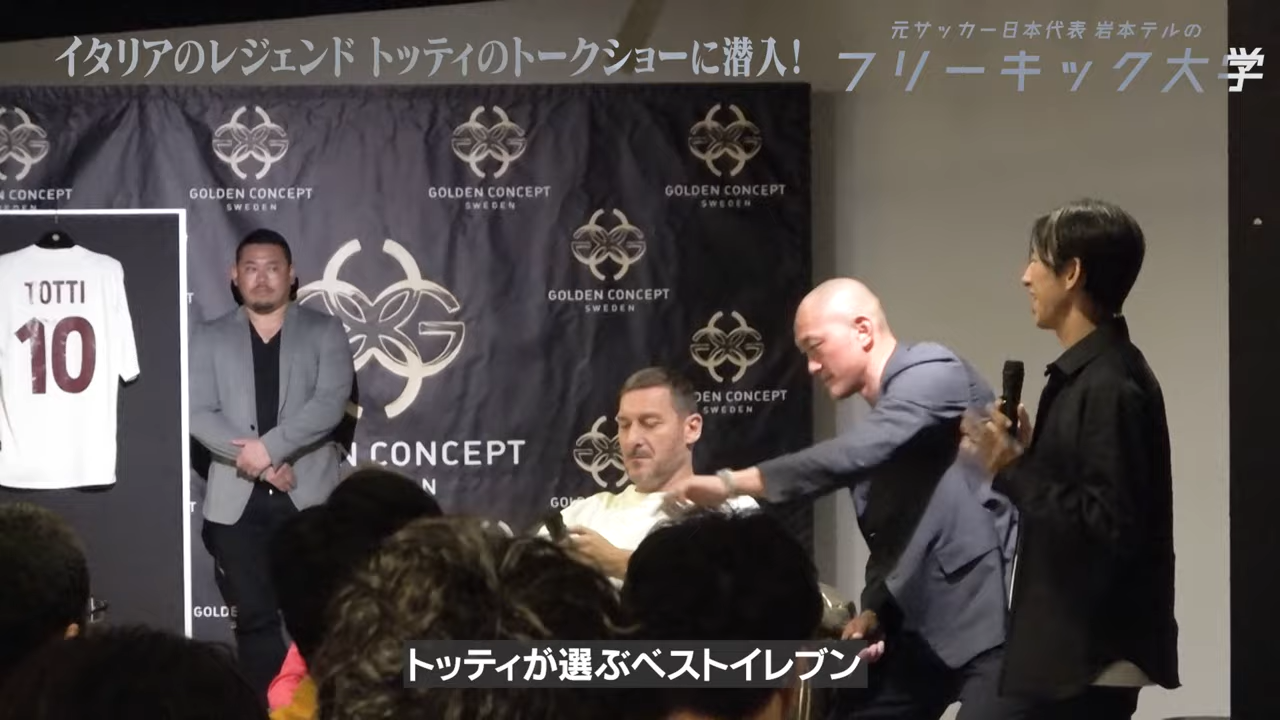 元サッカー日本代表 岩本テルの
イタリアのレジェンド トッティのトークショーに潜入!
フリーキック大学
N CONCEPT
SWEDEN
GOLDEN CONCEPT
SWEDEN
GOLDEN CONCEPT
SWEDEN
GOLDEN CONCEPT
SWEDEN
TOTTI
10
GOLDEN CONCEPT
SWEDEN
DEN CONCEPT
SWEDEN
N CONCEPT
N
GOL
GOLDE
トッティが選ぶベストイレブン